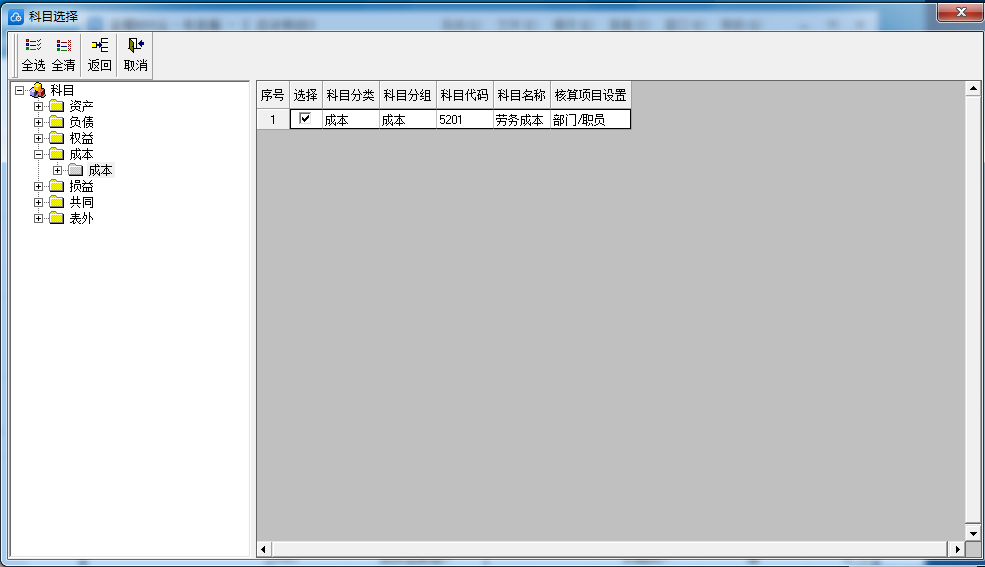 科目选择
全选 全清 返回 取消
科目
资产
负债
权益
成本
成本
损益
共同
表外
序号 选择 科目分类 科目分组 科目代码 科目名称 核算项目设置
1 成本 成本 5201 劳务成本 部门/职员